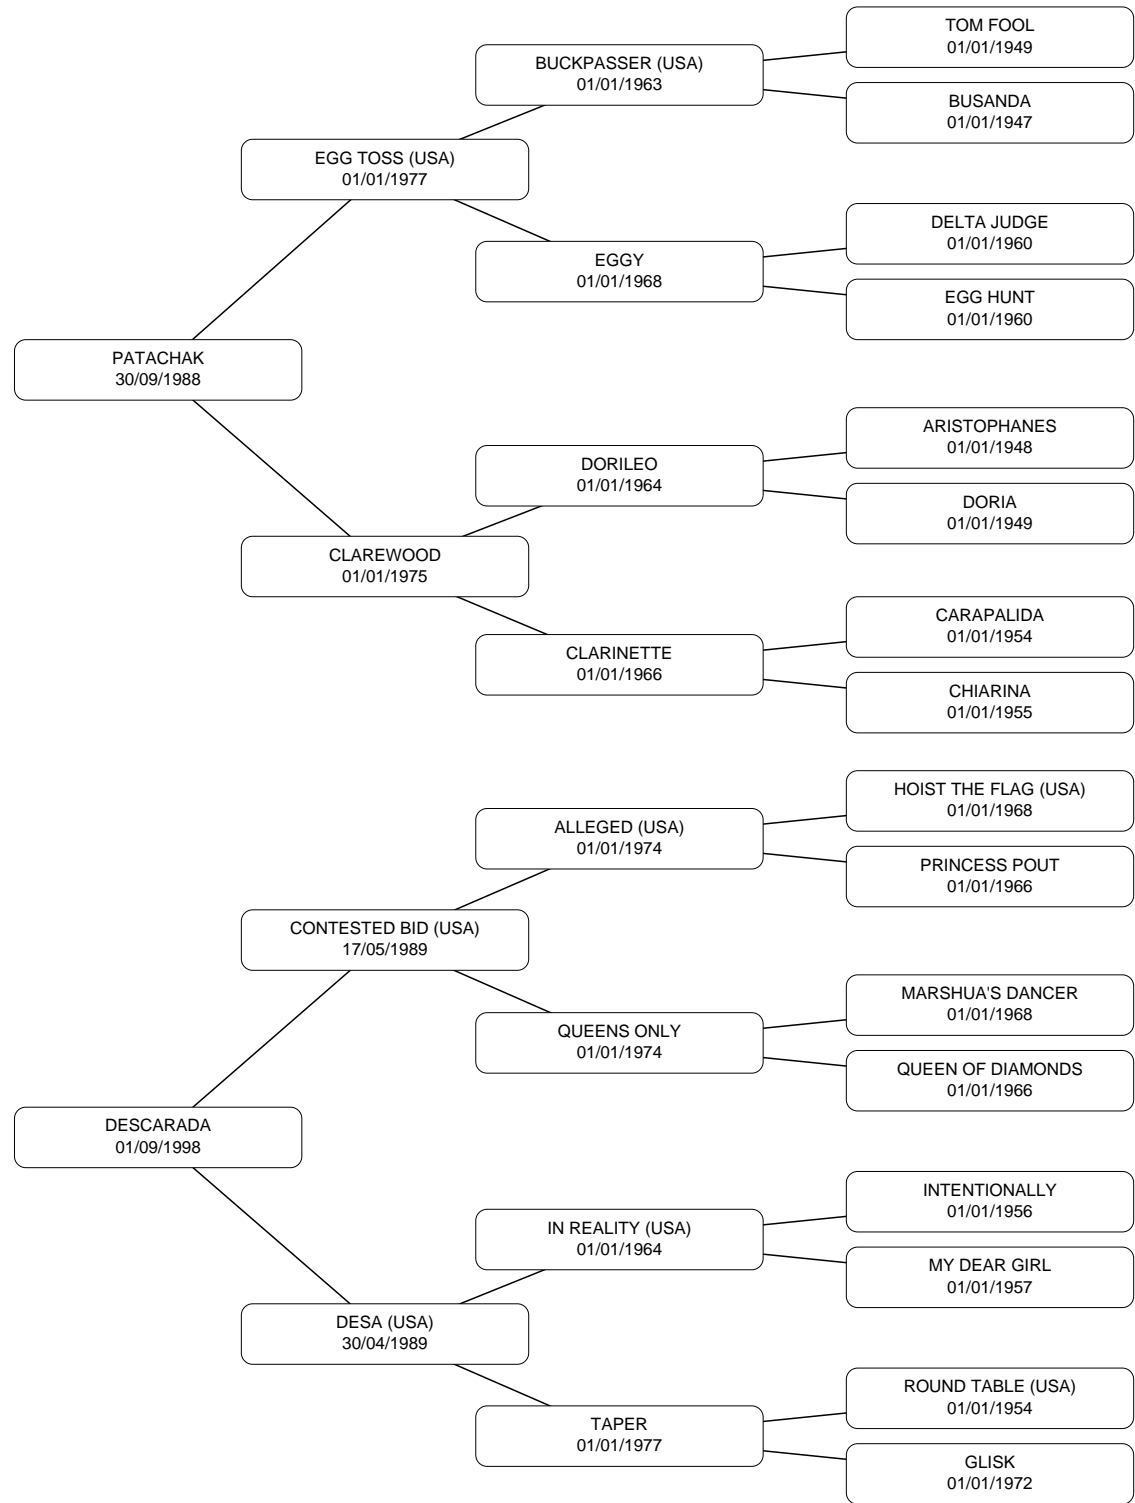 TOM FOOL
01/01/1949
BUCKPASSER (USA)
01/01/1963
BUSANDA
01/01/1947
EGG TOSS (USA)
01/01/1977
DELTA JUDGE
01/01/1960
EGGY
01/01/1968
EGG HUNT
01/01/1960
PATACHAK
30/09/1988
ARISTOPHANES
01/01/1948
DORILEO
01/01/1964
DORIA
01/01/1949
CLAREWOOD
01/01/1975
CARAPALIDA
01/01/1954
CLARINETTE
01/01/1966
CHIARINA
01/01/1955
HOIST THE FLAG (USA)
01/01/1968
ALLEGED (USA)
01/01/1974
PRINCESS POUT
01/01/1966
CONTESTED BID (USA)
17/05/1989
MARSHUA'S DANCER
01/01/1968
QUEENS ONLY
01/01/1974
QUEEN OF DIAMONDS
01/01/1966
DESCARADA
01/09/1998
INTENTIONALLY
01/01/1956
IN REALITY (USA)
01/01/1964
MY DEAR GIRL
01/01/1957
DESA (USA)
30/04/1989
ROUND TABLE (USA)
01/01/1954
TAPER
01/01/1977
GLISK
01/01/1972